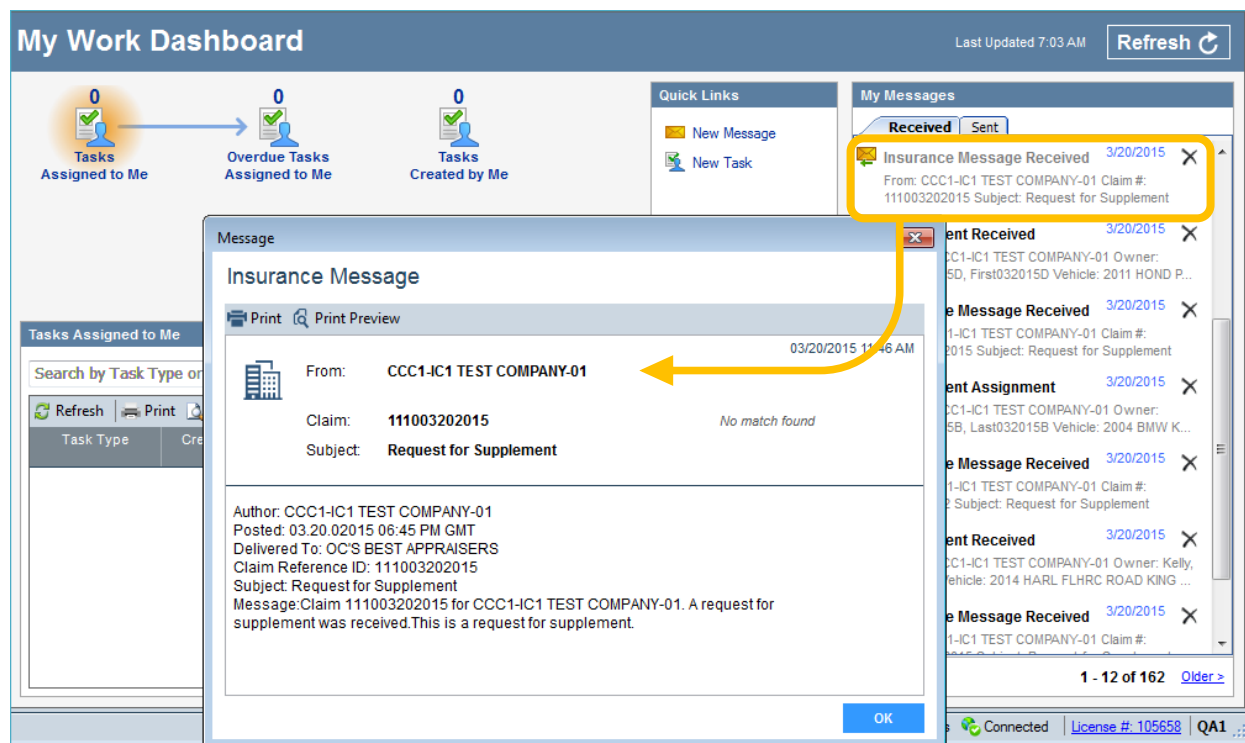 My Work Dashboard
Last Updated 7:03 AM
Refresh
0
Tasks
Assigned to Me
0
Overdue Tasks
Assigned to Me
0
Tasks
Created by Me
Quick Links
New Message
New Task
My Messages
Received Sent
Insurance Message Received 3/20/2015
From: CCC1-IC1 TEST COMPANY-01 Claim #:
111003202015 Subject: Request for Supplement
ent Received 3/20/2015
CC1-IC1 TEST COMPANY-01 Owner:
5D, First032015D Vehicle: 2011 HOND P...
e Message Received 3/20/2015
1-IC1 TEST COMPANY-01 Claim #:
2015 Subject: Request for Supplement
ent Assignment 3/20/2015
CC1-IC1 TEST COMPANY-01 Owner:
5B, Last032015B Vehicle: 2004 BMW K...
e Message Received 3/20/2015
1-IC1 TEST COMPANY-01 Claim #:
2 Subject: Request for Supplement
ent Received 3/20/2015
CC1-IC1 TEST COMPANY-01 Owner: Kelly,
Vehicle: 2014 HARL FLHRC ROAD KING ...
e Message Received 3/20/2015
1-IC1 TEST COMPANY-01 Claim #:
1 - 12 of 162 Older >
Tasks Assigned to Me
Search by Task Type or
Refresh Print
Task Type Cre
Message
Insurance Message
Print Print Preview
03/20/2015 11:46 AM
From: CCC1-IC1 TEST COMPANY-01
Claim: 111003202015 No match found
Subject: Request for Supplement
Author: CCC1-IC1 TEST COMPANY-01
Posted: 03.20.02015 06:45 PM GMT
Delivered To: OC'S BEST APPRAISERS
Claim Reference ID: 111003202015
Subject: Request for Supplement
Message:Claim 111003202015 for CCC1-IC1 TEST COMPANY-01. A request for
supplement was received.This is a request for supplement.
OK
Connected License #: 105658 QA1